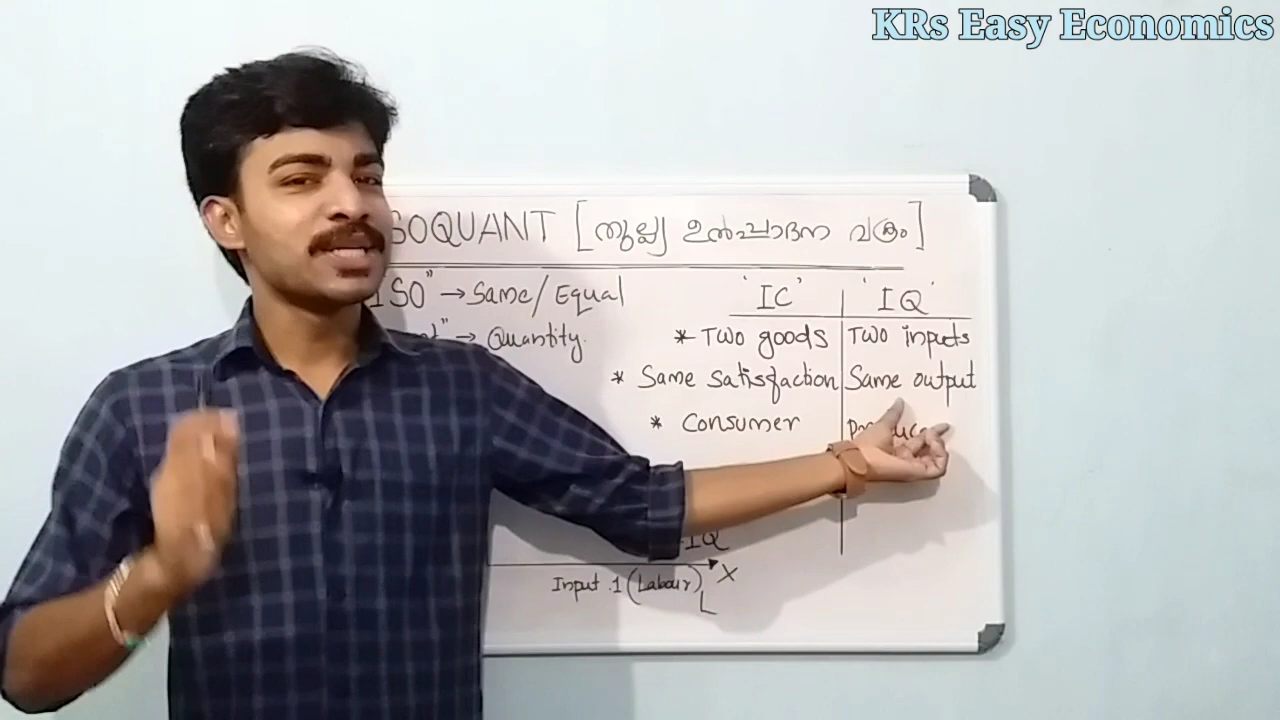 KRs Easy Economics
SOQUANT [തുല്യ ഉൽപ്പാദന വക്രം]
ISO" → Same/ Equal
" → Quantity.
'IC' 'IQ'
* Two goods Two inputs
* Same Satisfaction Same output
* Consumer
IQ
X
Input 1 (Labour)
L